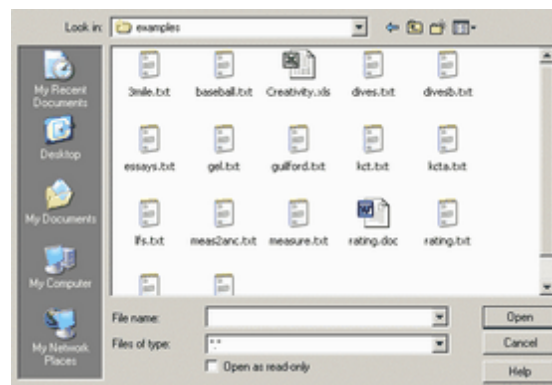 Look in: examples
My Recent
Documents
Desktop
My Documents
My Computer
My Network
Places
3mile.txt baseball.txt Creativity.xls dives.txt divesb.txt
essays.txt gel.txt guilford.txt kct.txt kcta.txt
lfs.txt meas2anc.txt measure.txt rating.doc rating.txt
File name: Open
Files of type: *.* Cancel
Open as read-only Help